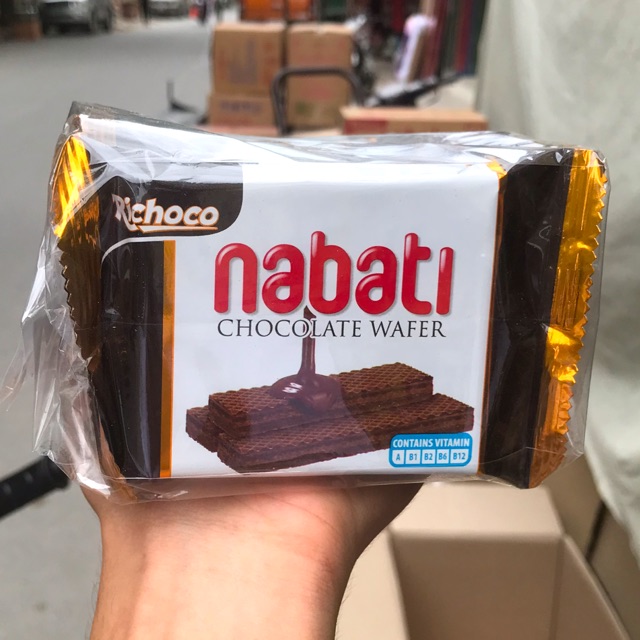 Richoco
nabati
CHOCOLATE WAFER
CONTAINS VITAMIN
A B1 B2 B6 B12